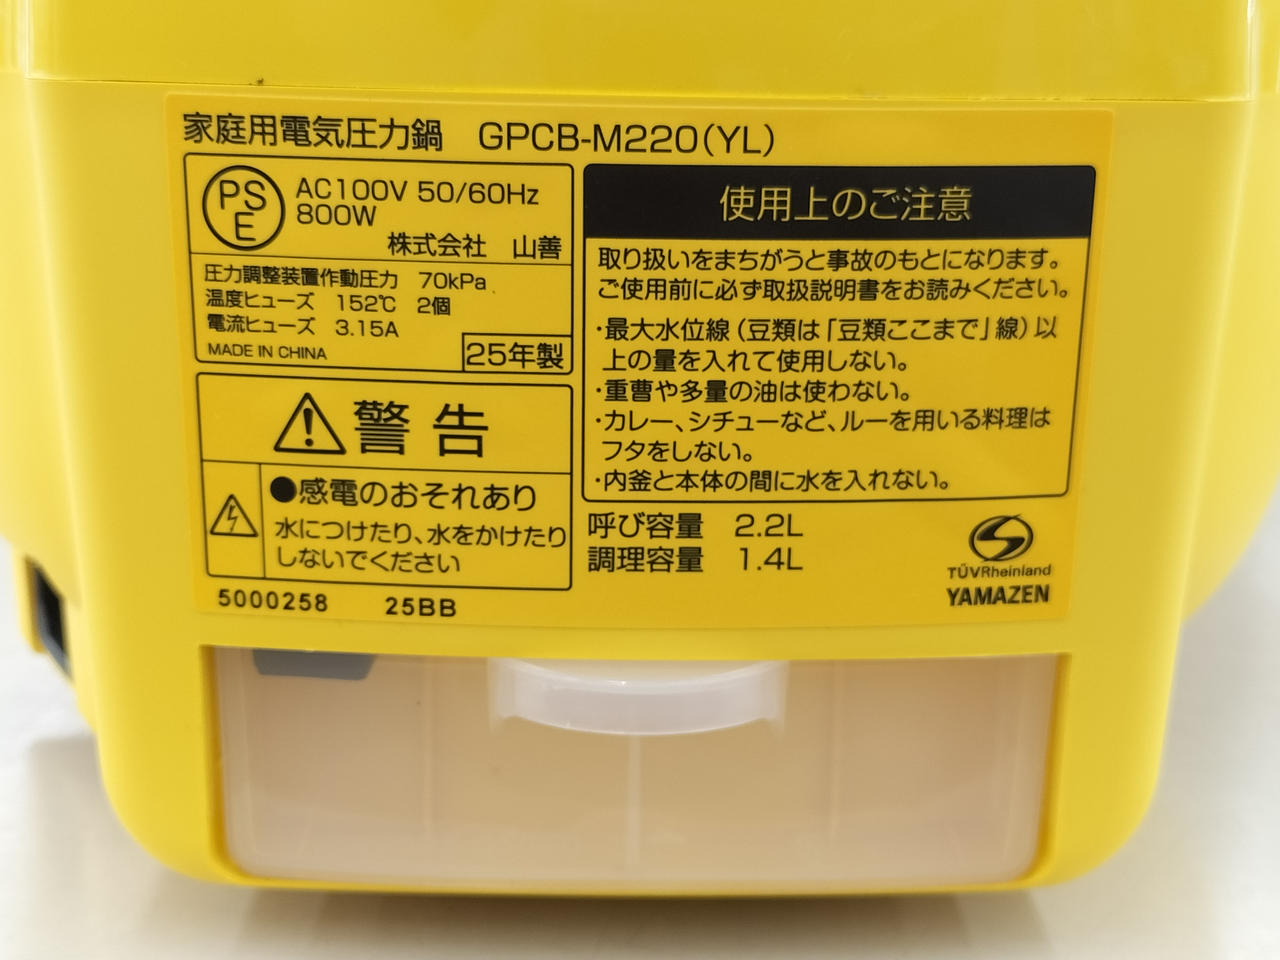 家庭用電気圧力鍋 GPCB-M220(YL)
PSE
AC100V 50/60Hz
800W
株式会社 山善
圧力調整装置作動圧力 70kPa
温度ヒューズ 152℃ 2個
電流ヒューズ 3.15A
MADE IN CHINA
25年製
警告
●感電のおそれあり
水につけたり、水をかけたり
しないでください
5000258 25BB
使用上のご注意
取り扱いをまちがうと事故のもとになります。
ご使用前に必ず取扱説明書をお読みください。
・最大水位線(豆類は「豆類ここまで」線)以
上の量を入れて使用しない。
・重曹や多量の油は使わない。
・カレー、シチューなど、ルーを用いる料理は
フタをしない。
・内釜と本体の間に水を入れない。
呼び容量 2.2L
調理容量 1.4L
TÜVRheinland
YAMAZEN